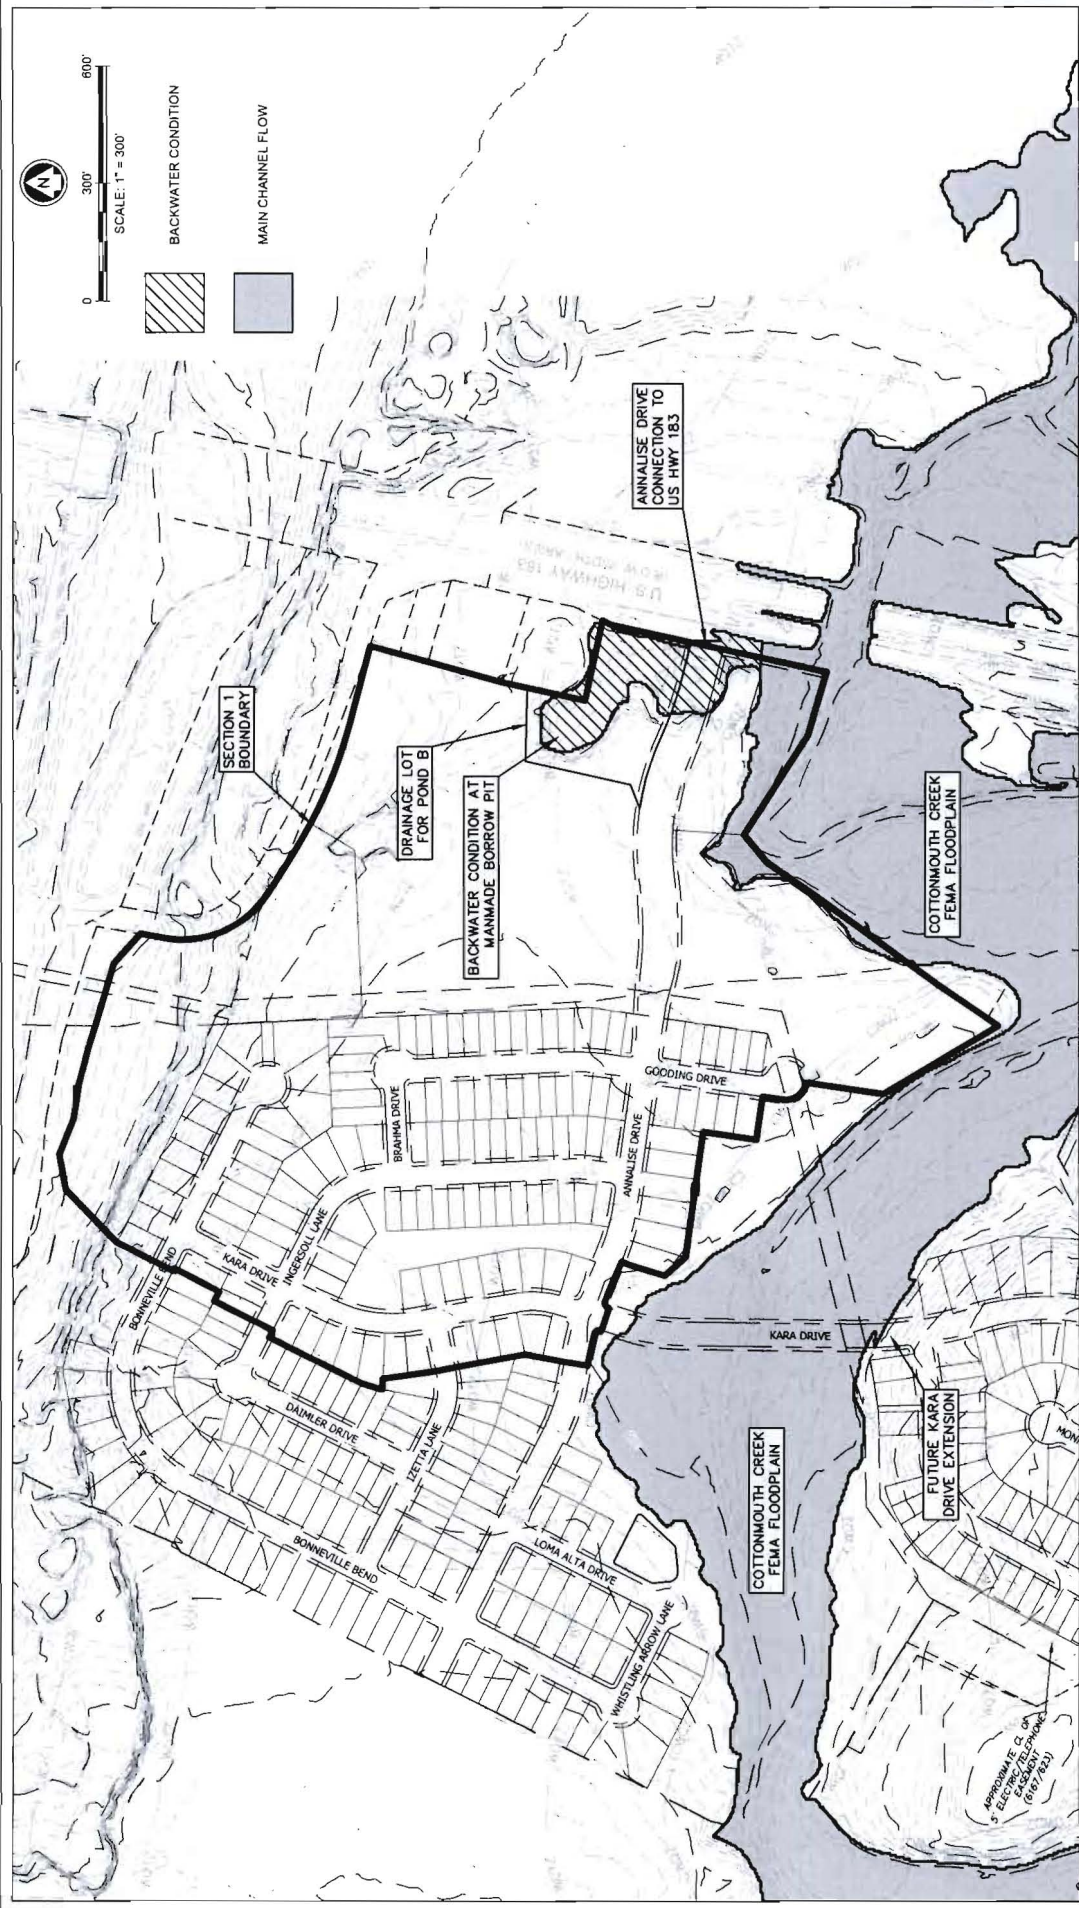 N
0 300' 600'
SCALE: 1" = 300'
BACKWATER CONDITION
MAIN CHANNEL FLOW
SECTION 1
BOUNDARY
DRAINAGE LOT
FOR POND B
BACKWATER CONDITION AT
MANMADE BORROW PIT
ANNALISE DRIVE
CONNECTION TO
US HWY 183
U.S. HIGHWAY 183
BONNEVILLE BEND
KARA DRIVE
INGERSOLL LANE
BRAHMA DRIVE
GOODING DRIVE
ANNALISE DRIVE
DAIMLER DRIVE
IZETTA LANE
BONNEVILLE BEND
LOMA ALTA DRIVE
WHISTLING ARROW LANE
KARA DRIVE
COTTONMOUTH CREEK
FEMA FLOODPLAIN
COTTONMOUTH CREEK
FEMA FLOODPLAIN
FUTURE KARA
DRIVE EXTENSION
APPROXIMATE CL OF
5' ELECTRIC/TELEPHONE
EASEMENT
(6167/623)